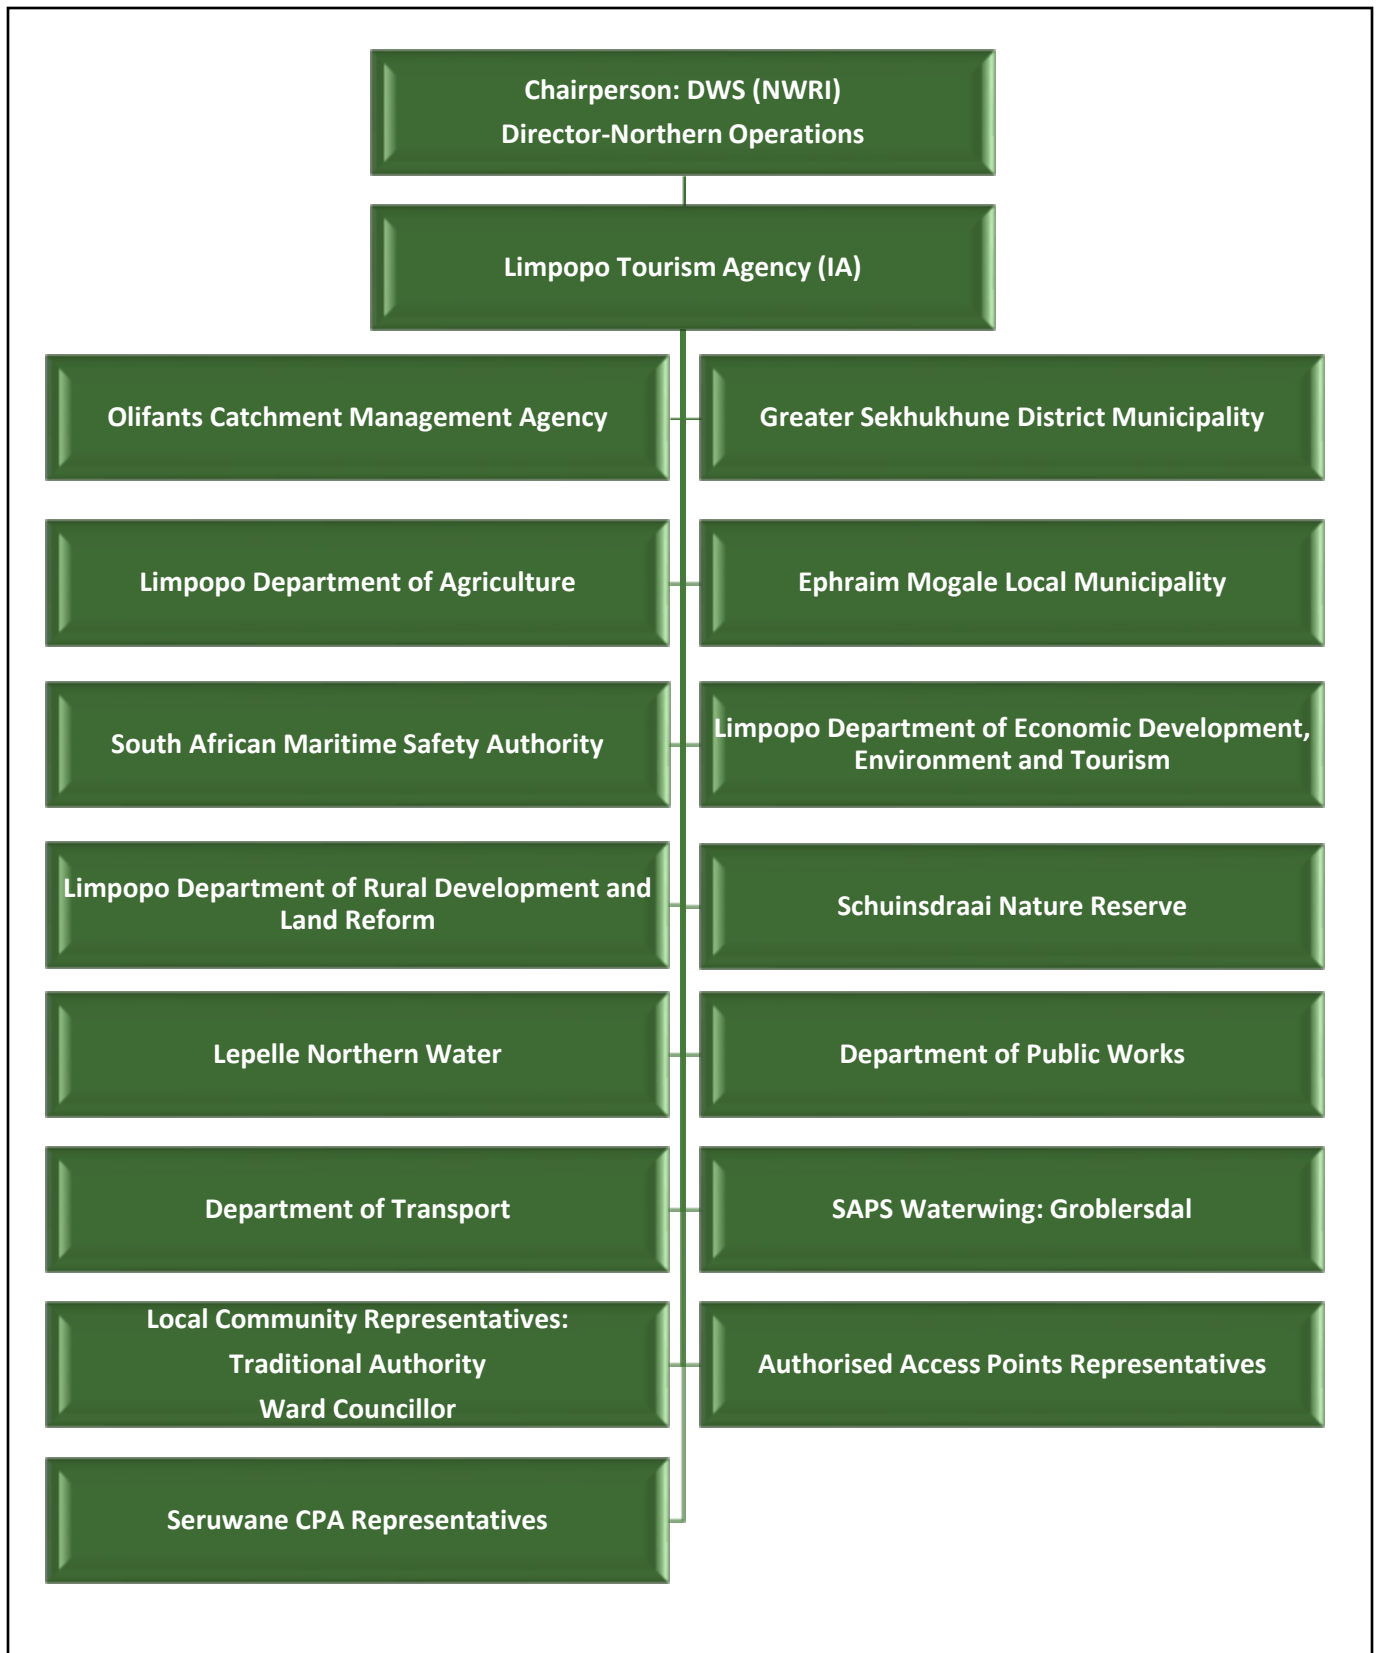 Chairperson: DWS (NWRI)
Director-Northern Operations
Limpopo Tourism Agency (IA)
Olifants Catchment Management Agency
Greater Sekhukhune District Municipality
Limpopo Department of Agriculture
Ephraim Mogale Local Municipality
South African Maritime Safety Authority
Limpopo Department of Economic Development,
Environment and Tourism
Limpopo Department of Rural Development and
Land Reform
Schuinsdraai Nature Reserve
Lepelle Northern Water
Department of Public Works
Department of Transport
SAPS Waterwing: Groblersdal
Local Community Representatives:
Traditional Authority
Ward Councillor
Authorised Access Points Representatives
Seruwane CPA Representatives